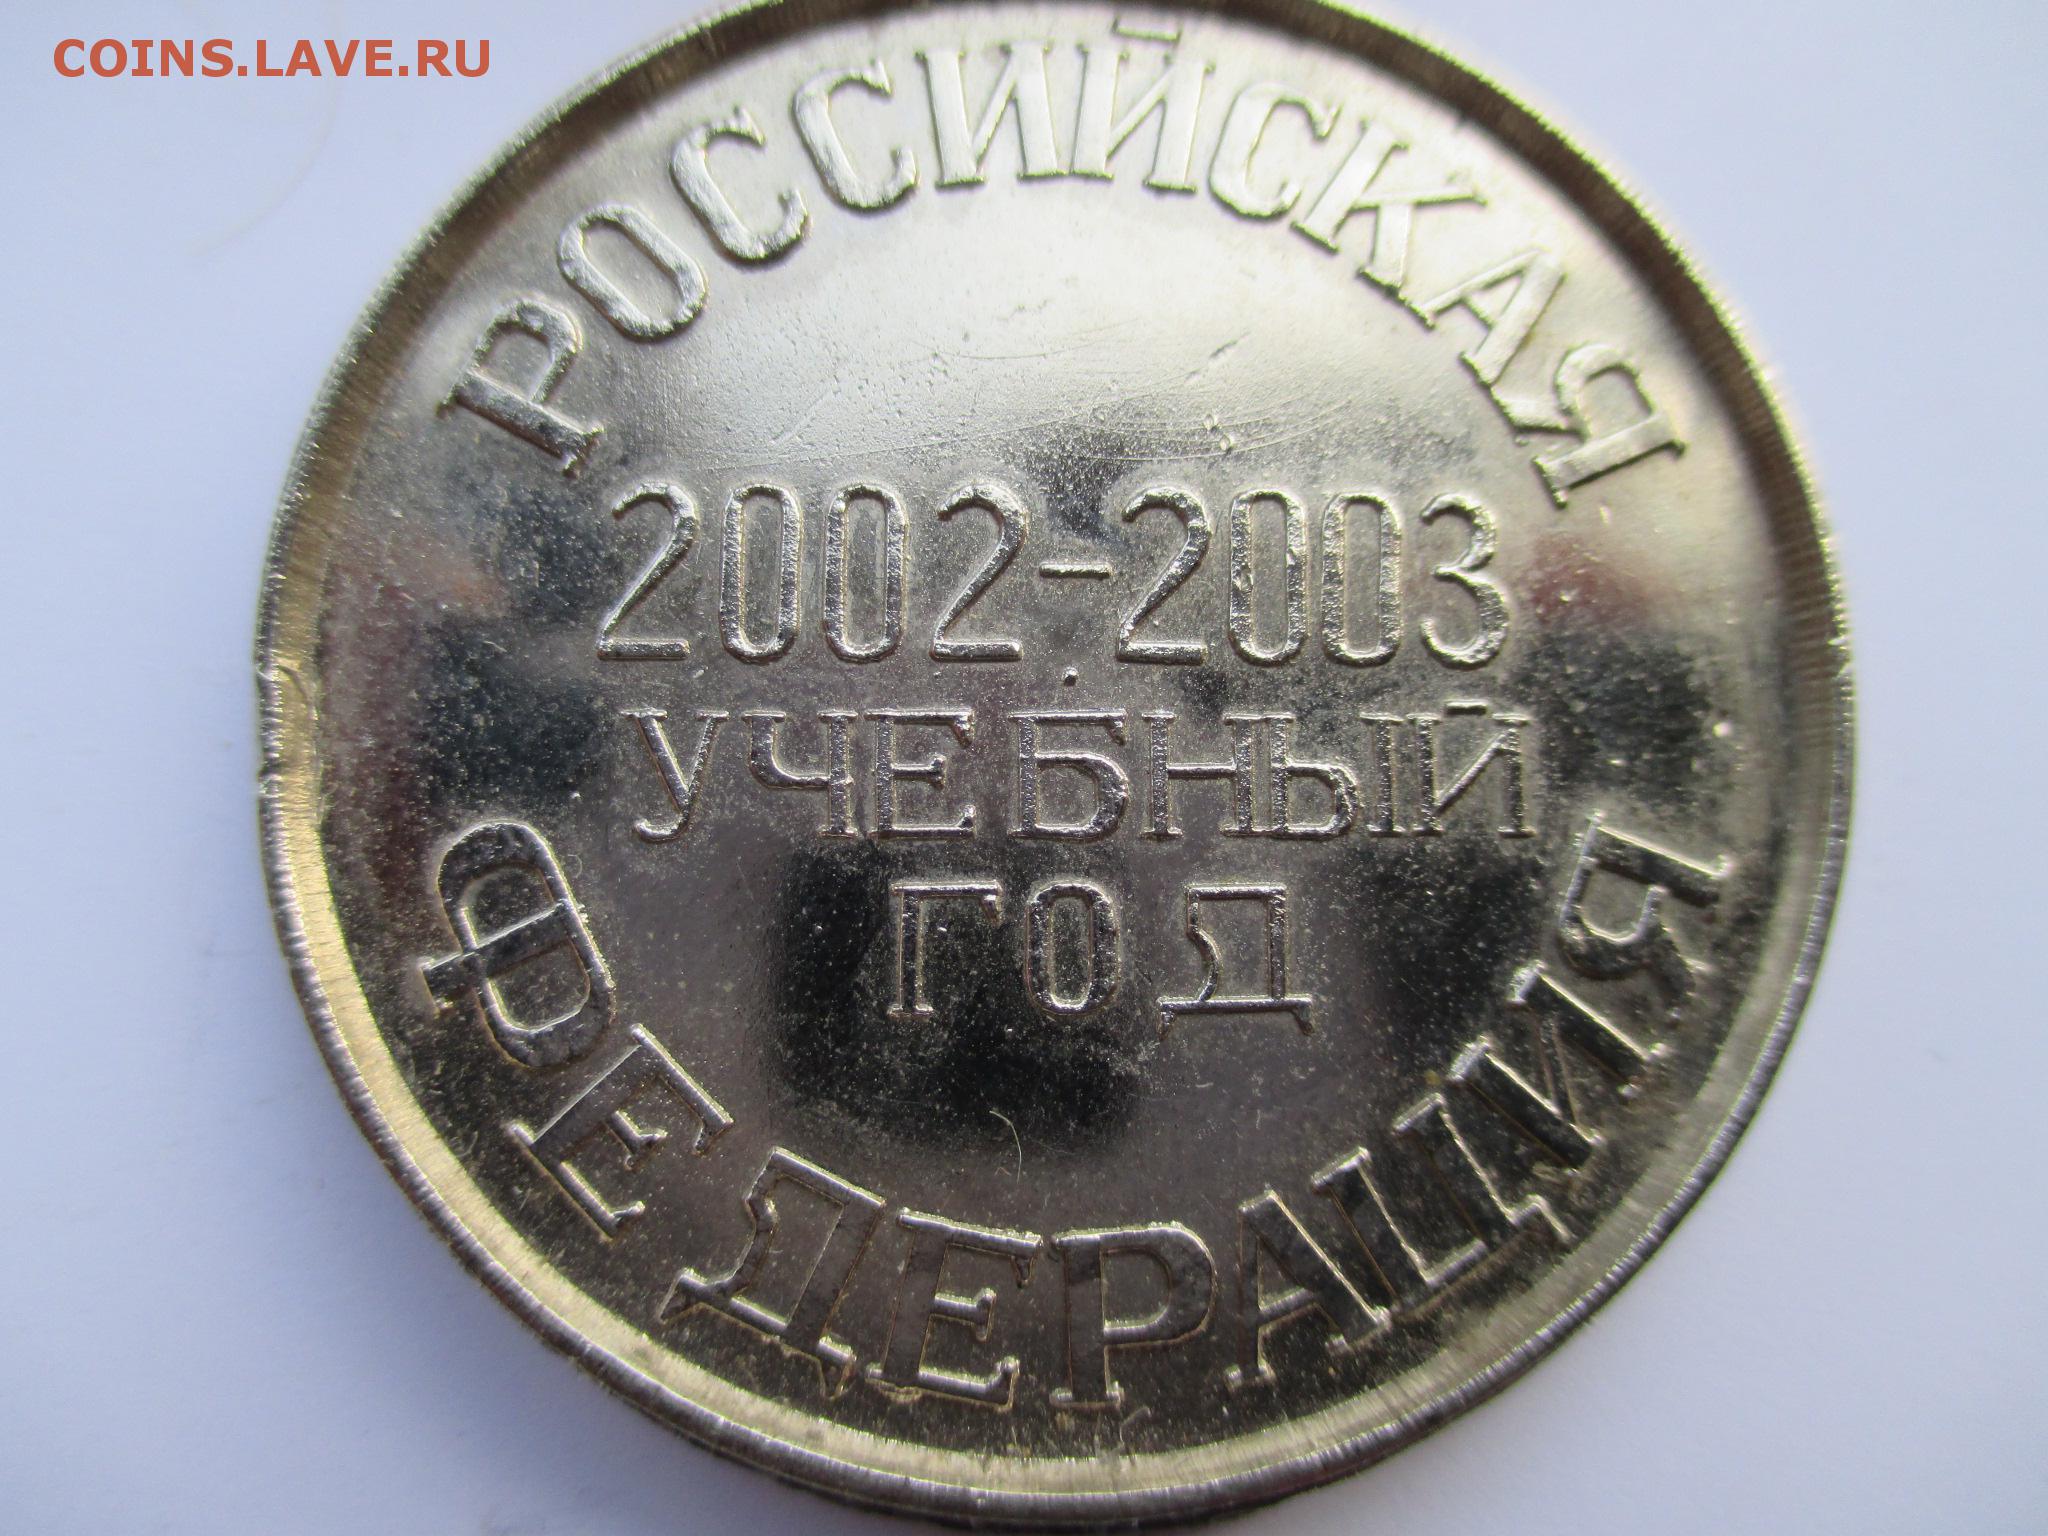 COINS.LAVE.RU
РОССИЙСКАЯ
2002-2003
УЧЕБНЫЙ
ГОД
ФЕДЕРАЦИЯ